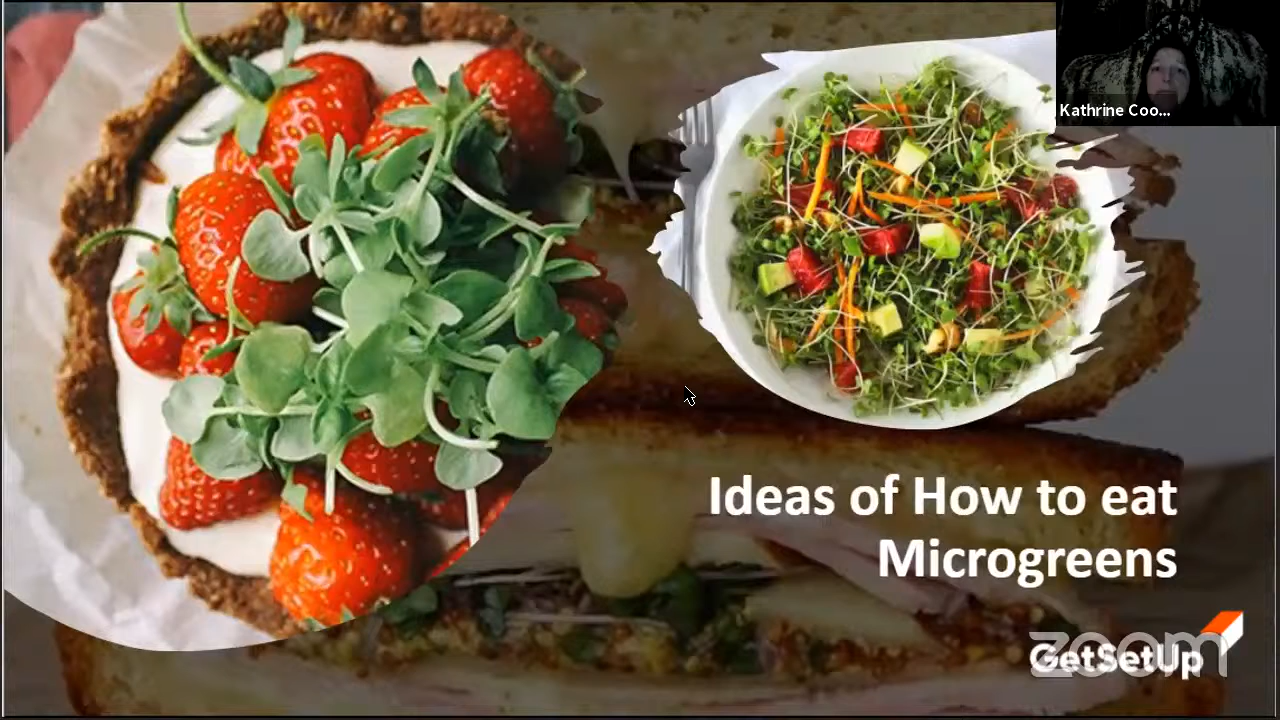 Kathrine Coo...
Ideas of How to eat
Microgreens
zoom
GetSetUp